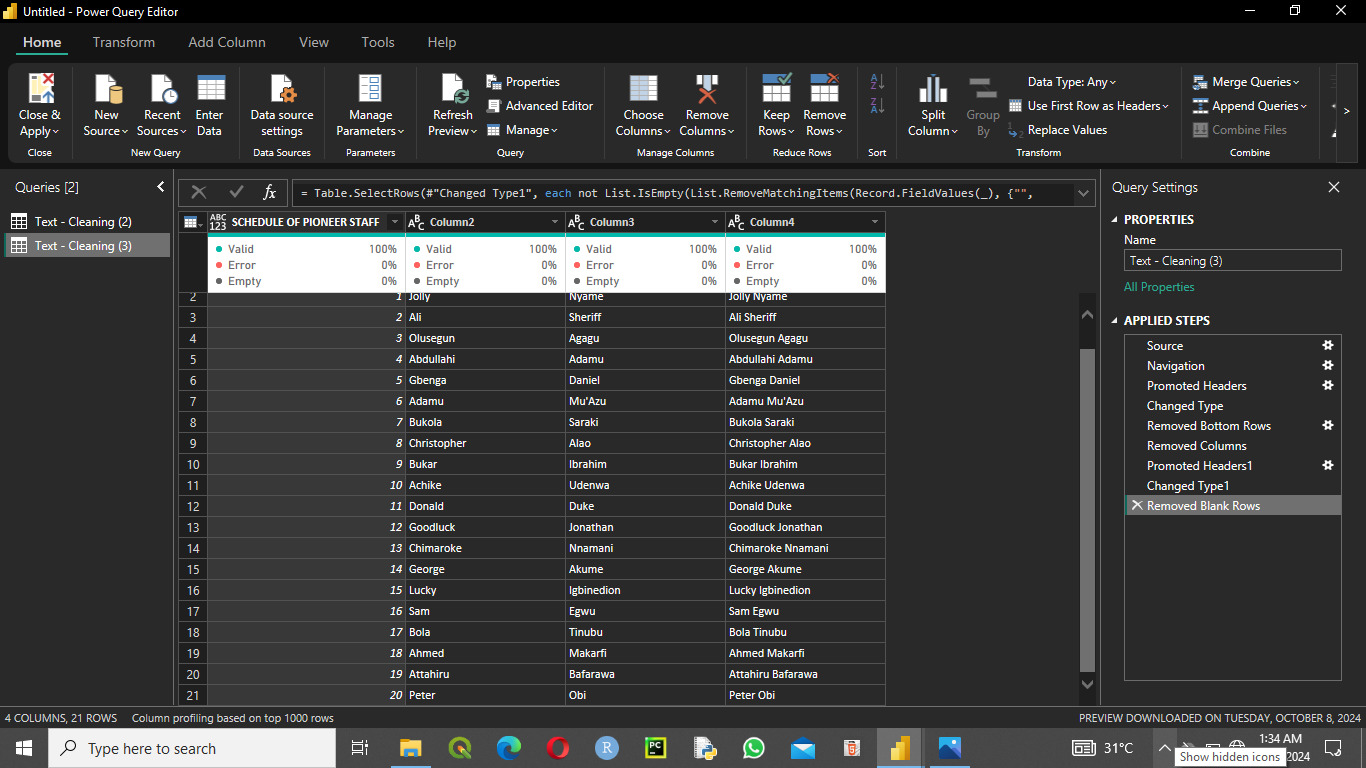 Untitled - Power Query Editor
Home Transform Add Column View Tools Help
Close & Apply
Close
New Source
Recent Sources
Enter Data
New Query
Data source settings
Data Sources
Manage Parameters
Parameters
Refresh Preview
Properties
Advanced Editor
Manage
Query
Choose Columns
Remove Columns
Manage Columns
Keep Rows
Remove Rows
Reduce Rows
Sort
Split Column
Group By
Data Type: Any
Use First Row as Headers
Replace Values
Transform
Merge Queries
Append Queries
Combine Files
Combine
Queries [2]
Text - Cleaning (2)
Text - Cleaning (3)
fx
= Table.SelectRows(#"Changed Type1", each not List.IsEmpty(List.RemoveMatchingItems(Record.FieldValues(_), {"",
ABC 123 SCHEDULE OF PIONEER STAFF ABC Column2 ABC Column3 ABC Column4
Valid 100% Valid 100% Valid 100% Valid 100%
Error 0% Error 0% Error 0% Error 0%
Empty 0% Empty 0% Empty 0% Empty 0%
2 1 Jolly Nyame Jolly Nyame
3 2 Ali Sheriff Ali Sheriff
4 3 Olusegun Agagu Olusegun Agagu
5 4 Abdullahi Adamu Abdullahi Adamu
6 5 Gbenga Daniel Gbenga Daniel
7 6 Adamu Mu'Azu Adamu Mu'Azu
8 7 Bukola Saraki Bukola Saraki
9 8 Christopher Alao Christopher Alao
10 9 Bukar Ibrahim Bukar Ibrahim
11 10 Achike Udenwa Achike Udenwa
12 11 Donald Duke Donald Duke
13 12 Goodluck Jonathan Goodluck Jonathan
14 13 Chimaroke Nnamani Chimaroke Nnamani
15 14 George Akume George Akume
16 15 Lucky Igbinedion Lucky Igbinedion
17 16 Sam Egwu Sam Egwu
18 17 Bola Tinubu Bola Tinubu
19 18 Ahmed Makarfi Ahmed Makarfi
20 19 Attahiru Bafarawa Attahiru Bafarawa
21 20 Peter Obi Peter Obi
Query Settings
PROPERTIES
Name
Text - Cleaning (3)
All Properties
APPLIED STEPS
Source
Navigation
Promoted Headers
Changed Type
Removed Bottom Rows
Removed Columns
Promoted Headers1
Changed Type1
Removed Blank Rows
4 COLUMNS, 21 ROWS Column profiling based on top 1000 rows
PREVIEW DOWNLOADED ON TUESDAY, OCTOBER 8, 2024
Type here to search
R
PC
31°C
1:34 AM
2024
Show hidden icons